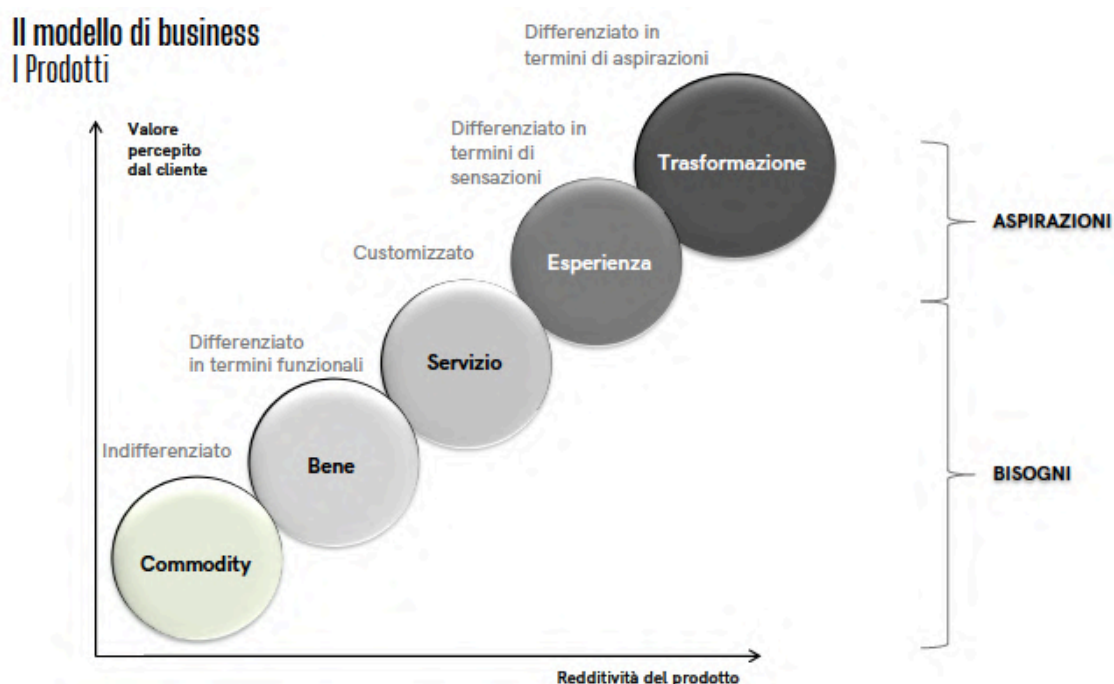 Il modello di business
I Prodotti
Differenziato in
termini di aspirazioni
Valore
percepito
dal cliente
Differenziato in
termini di
sensazioni
Trasformazione
ASPIRAZIONI
Customizzato
Esperienza
Differenziato
in termini funzionali
Servizio
Indifferenziato
Bene
BISOGNI
Commodity
Redditività del prodotto